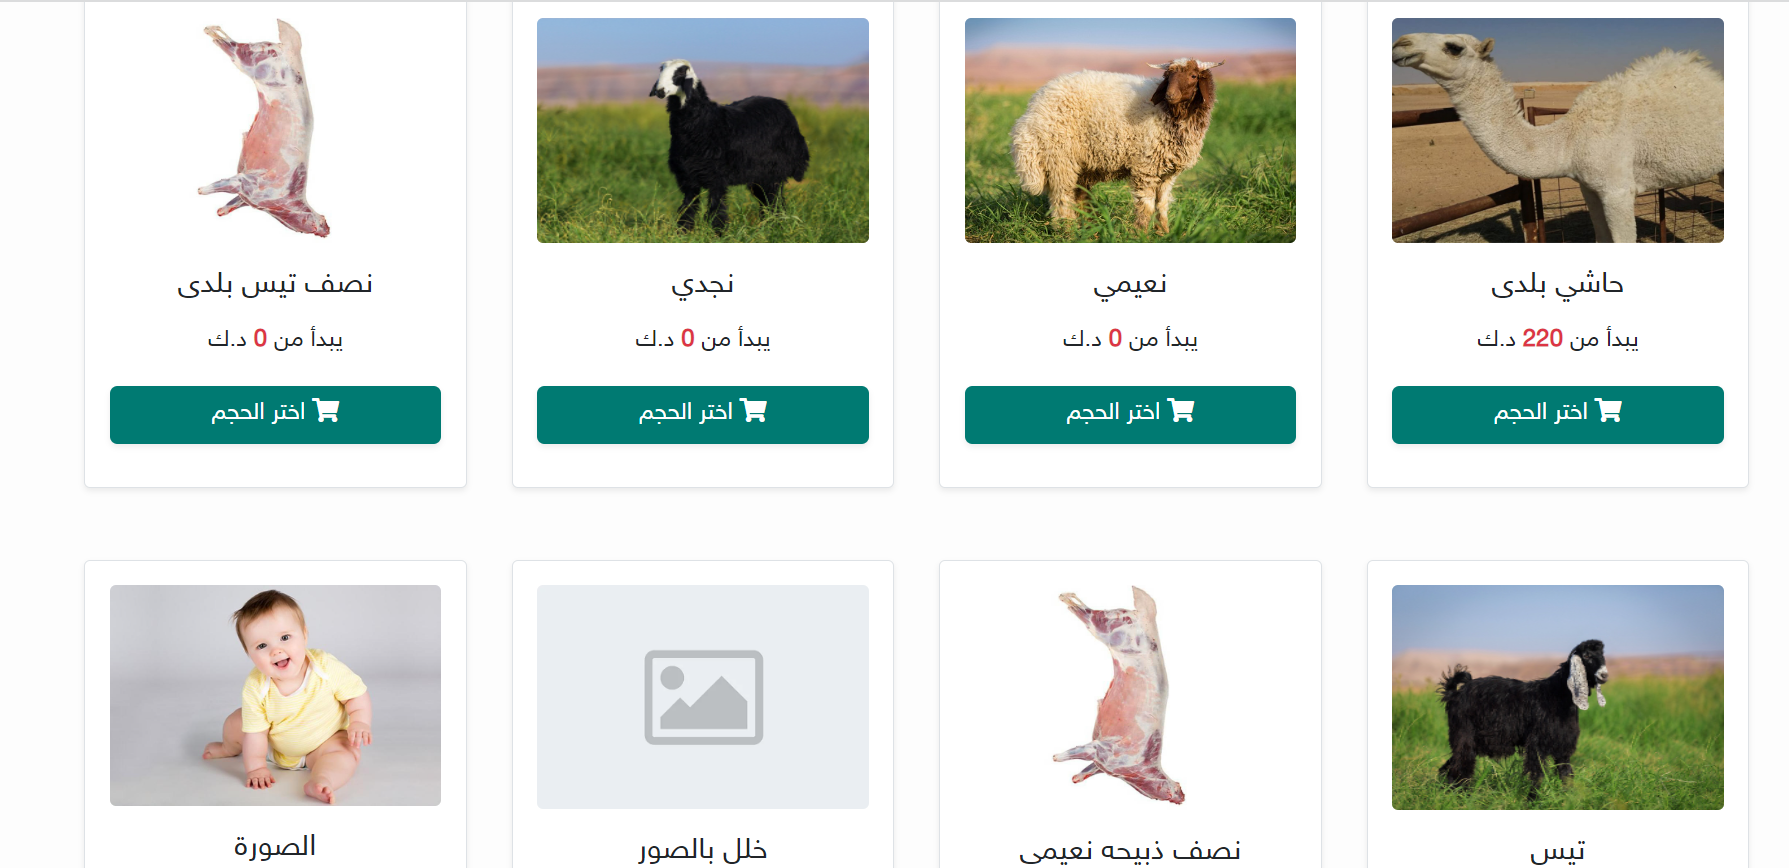 حاشي بلدى
يبدأ من 220 د.ك
اختر الحجم
نعيمي
يبدأ من 0 د.ك
اختر الحجم
نجدي
يبدأ من 0 د.ك
اختر الحجم
نصف تيس بلدى
يبدأ من 0 د.ك
اختر الحجم
تيس
نصف ذبيحه نعيمى
خلل بالصور
الصورة